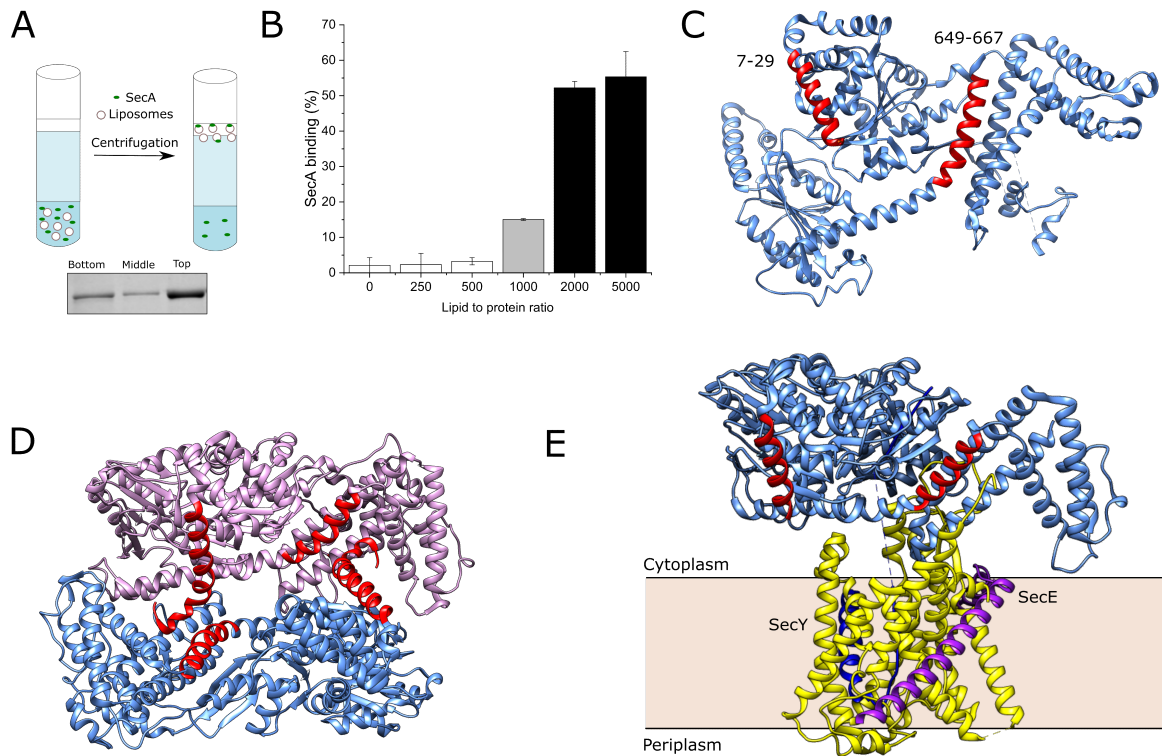 A
SecA
Liposomes
Centrifugation
Bottom Middle Top
B
SecA binding (%)
70
60
50
40
30
20
10
0
0 250 500 1000 2000 5000
Lipid to protein ratio
C
7-29
649-667
D
E
Cytoplasm
SecY
SecE
Periplasm